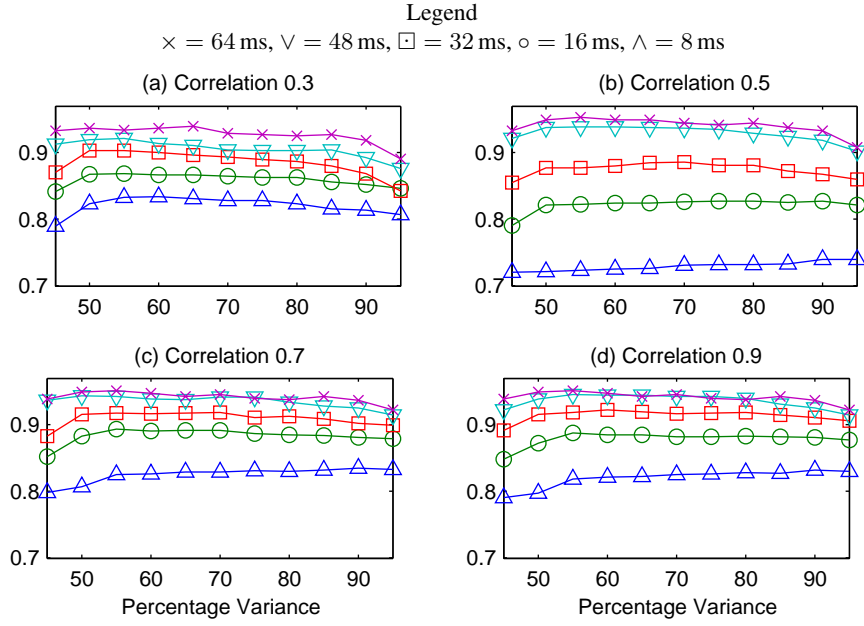 Legend
× = 64 ms, ∨ = 48 ms, ⊡ = 32 ms, ∘ = 16 ms, ∧ = 8 ms
(a) Correlation 0.3
0.9
0.8
0.7
50 60 70 80 90
(b) Correlation 0.5
0.9
0.8
0.7
50 60 70 80 90
(c) Correlation 0.7
0.9
0.8
0.7
50 60 70 80 90
Percentage Variance
(d) Correlation 0.9
0.9
0.8
0.7
50 60 70 80 90
Percentage Variance